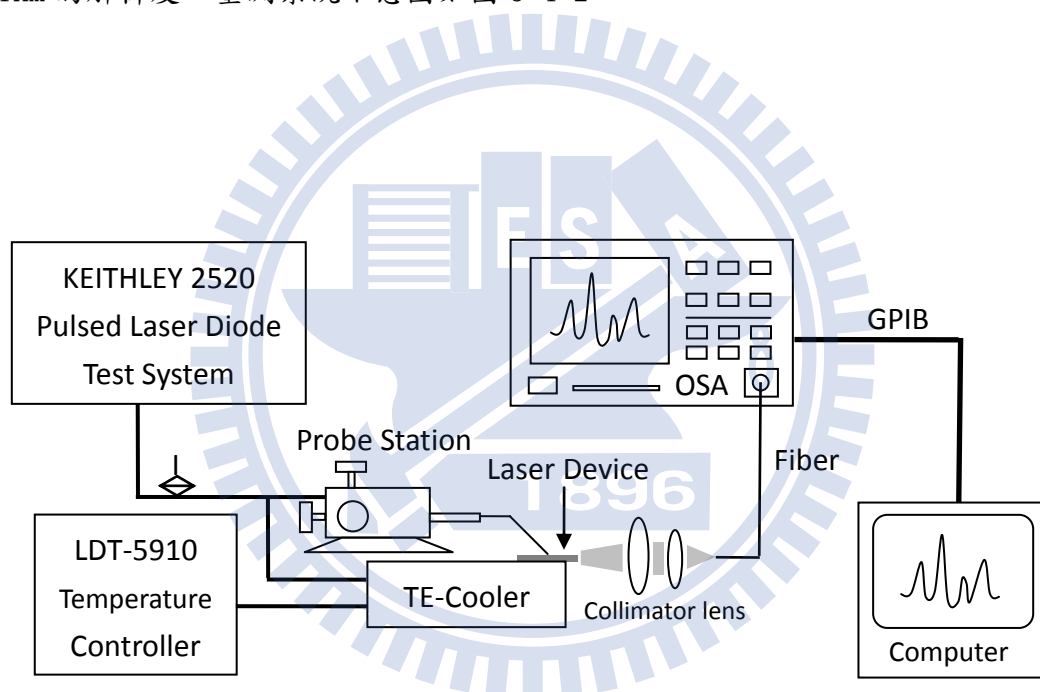 KEITHLEY 2520
Pulsed Laser Diode
Test System
OSA
GPIB
Probe Station
Laser Device
Fiber
LDT-5910
Temperature
Controller
TE-Cooler
Collimator lens
Computer
E S A
1896